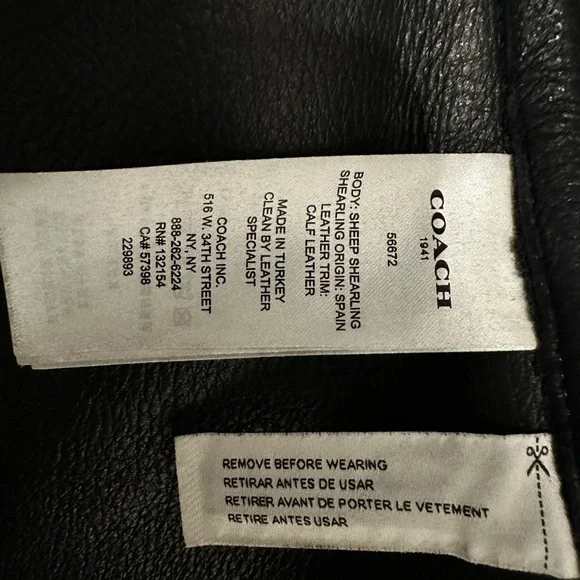 COACH
1941
56672
BODY: SHEEP SHEARLING
SHEARLING ORIGIN: SPAIN
LEATHER TRIM:
CALF LEATHER
MADE IN TURKEY
CLEAN BY LEATHER
SPECIALIST
COACH INC.
516 W. 34TH STREET
NY, NY
888-262-6224
RN# 132154
CA# 57398
229893
REMOVE BEFORE WEARING
RETIRAR ANTES DE USAR
RETIRER AVANT DE PORTER LE VETEMENT
RETIRE ANTES USAR